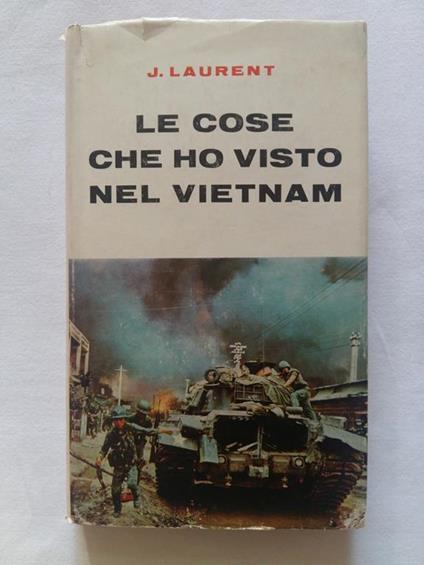 J. LAURENT
LE COSE
CHE HO VISTO
NEL VIETNAM